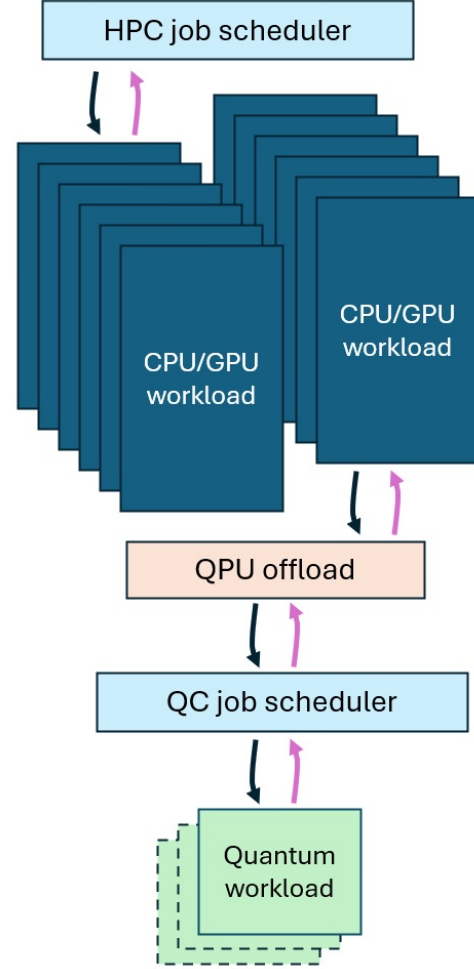 HPC job scheduler
CPU/GPU
workload
CPU/GPU
workload
QPU offload
QC job scheduler
Quantum
workload